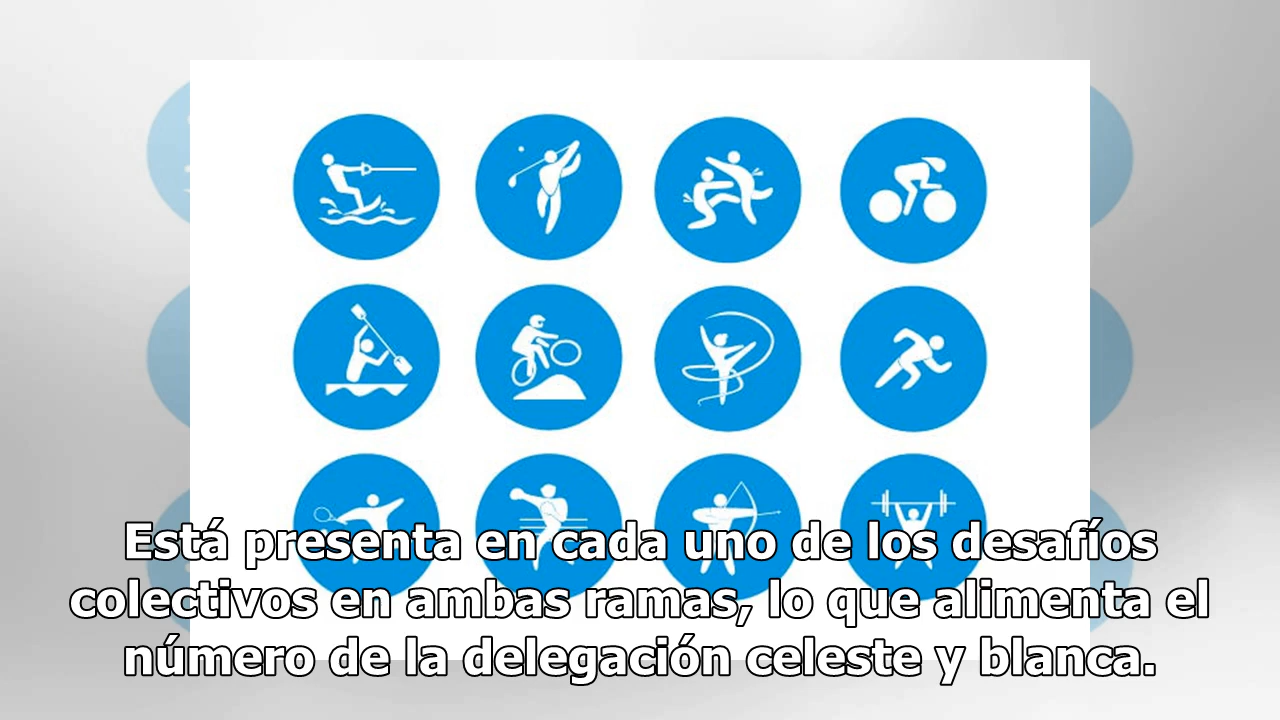 Está presenta en cada uno de los desafíos
colectivos en ambas ramas, lo que alimenta el
número de la delegación celeste y blanca.